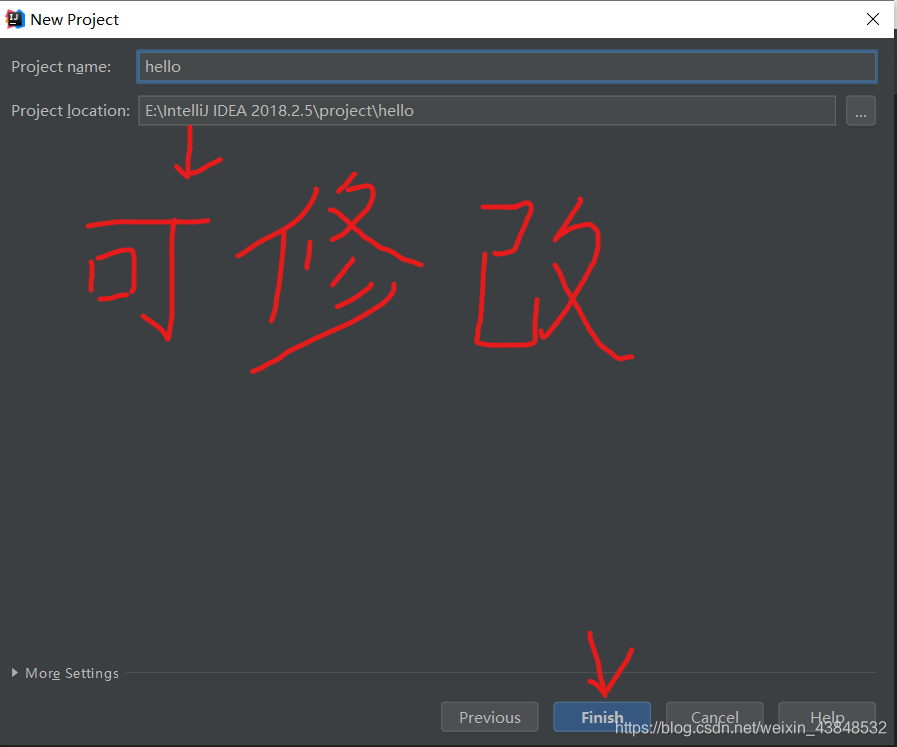 New Project
Project name: hello
Project location: E:\IntelliJ IDEA 2018.2.5\project\hello ...
可修改
More Settings
Previous Finish Cancel Help
https://blog.csdn.net/weixin_43848532